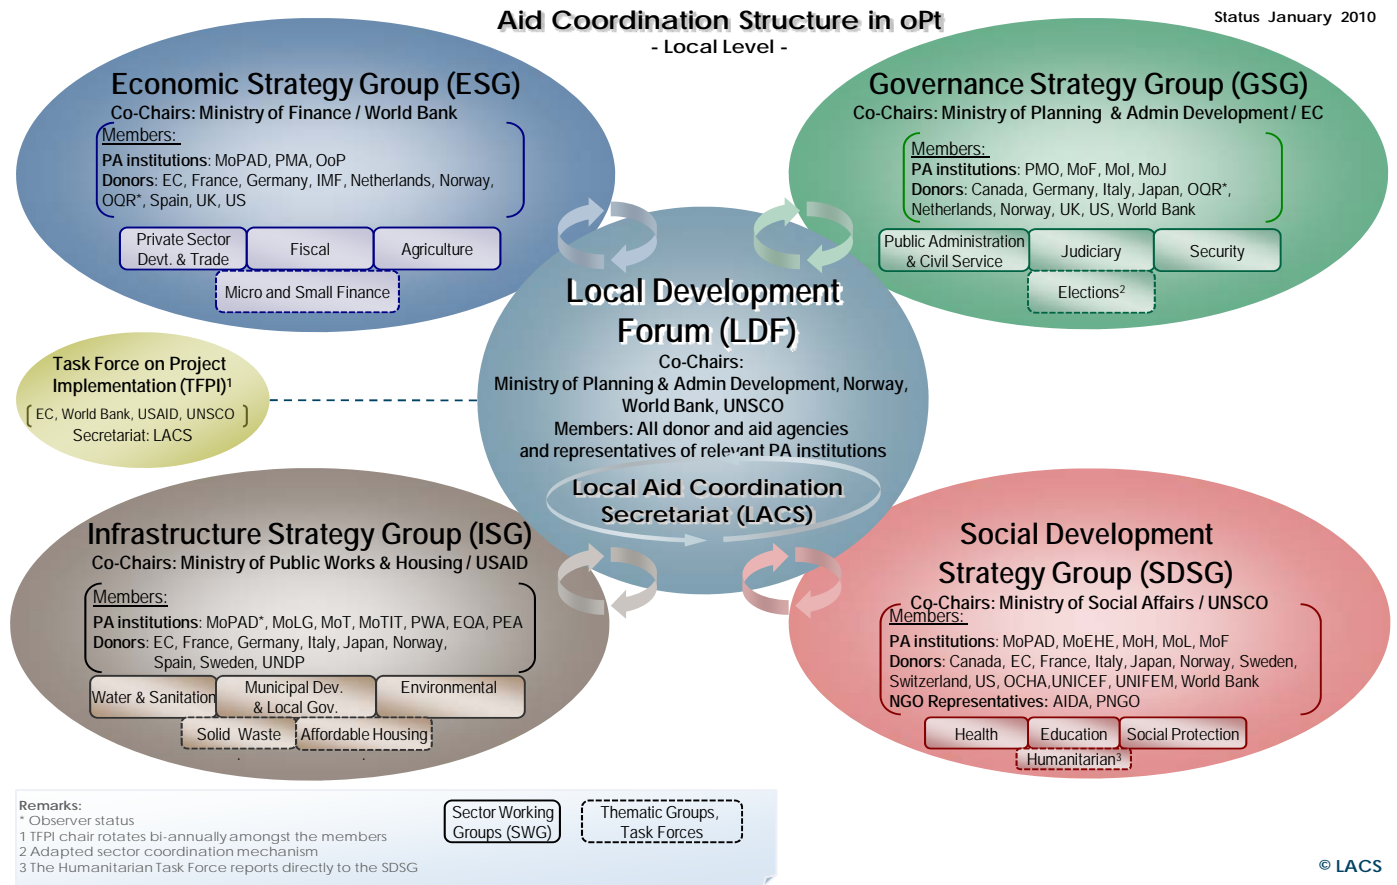 Aid Coordination Structure in oPt
- Local Level -
Status January 2010
Economic Strategy Group (ESG)
Co-Chairs: Ministry of Finance / World Bank
Members:
PA institutions: MoPAD, PMA, OoP
Donors: EC, France, Germany, IMF, Netherlands, Norway,
OQR*, Spain, UK, US
Private Sector
Devt. & Trade
Fiscal
Agriculture
Micro and Small Finance
Governance Strategy Group (GSG)
Co-Chairs: Ministry of Planning & Admin Development / EC
Members:
PA institutions: PMO, MoF, MoI, MoJ
Donors: Canada, Germany, Italy, Japan, OQR*,
Netherlands, Norway, UK, US, World Bank
Public Administration
& Civil Service
Judiciary
Security
Elections2
Local Development
Forum (LDF)
Co-Chairs:
Ministry of Planning & Admin Development, Norway,
World Bank, UNSCO
Members: All donor and aid agencies
and representatives of relevant PA institutions
Local Aid Coordination
Secretariat (LACS)
Task Force on Project
Implementation (TFPI)1
EC, World Bank, USAID, UNSCO
Secretariat: LACS
Infrastructure Strategy Group (ISG)
Co-Chairs: Ministry of Public Works & Housing / USAID
Members:
PA institutions: MoPAD*, MoLG, MoT, MoTIT, PWA, EQA, PEA
Donors: EC, France, Germany, Italy, Japan, Norway,
Spain, Sweden, UNDP
Water & Sanitation
Municipal Dev.
& Local Gov.
Environmental
Solid Waste
Affordable Housing
Social Development
Strategy Group (SDSG)
Co-Chairs: Ministry of Social Affairs / UNSCO
Members:
PA institutions: MoPAD, MoEHE, MoH, MoL, MoF
Donors: Canada, EC, France, Italy, Japan, Norway, Sweden,
Switzerland, US, OCHA,UNICEF, UNIFEM, World Bank
NGO Representatives: AIDA, PNGO
Health
Education
Social Protection
Humanitarian3
Remarks:
* Observer status
1 TFPI chair rotates bi-annually amongst the members
2 Adapted sector coordination mechanism
3 The Humanitarian Task Force reports directly to the SDSG
Sector Working
Groups (SWG)
Thematic Groups,
Task Forces
© LACS